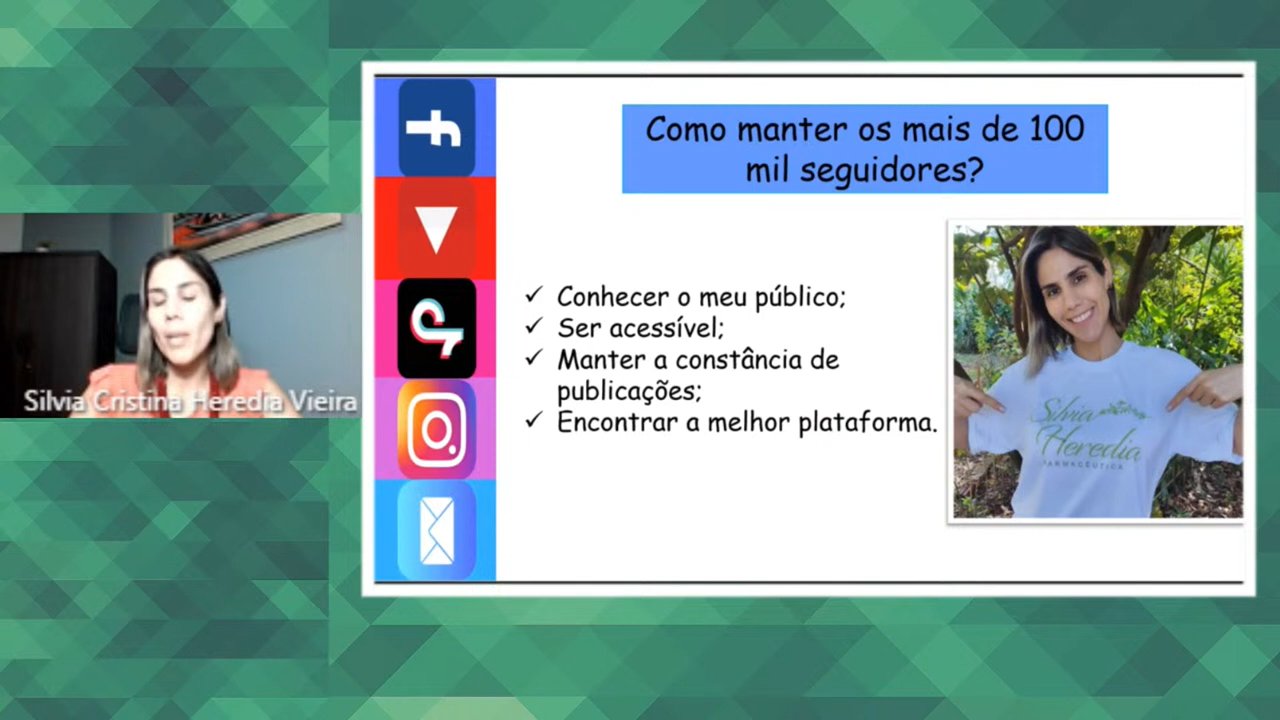 Como manter os mais de 100
mil seguidores?
✓ Conhecer o meu público;
✓ Ser acessível;
✓ Manter a constância de
publicações;
✓ Encontrar a melhor plataforma.
Silvia
Heredia
FARMACÊUTICA
Silvia Cristina Heredia Vieira